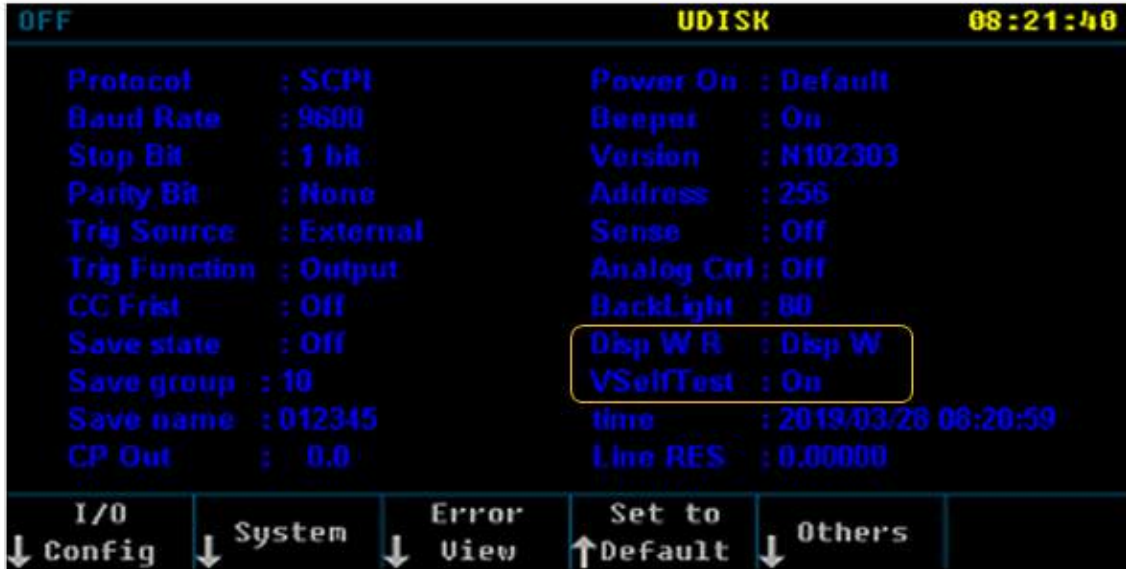 OFF UDISK 08:21:40
Protocol : SCPI Power On : Default
Baud Rate : 9600 Beeper : On
Stop Bit : 1 bit Version : N102303
Parity Bit : None Address : 256
Trig Source : External Sense : Off
Trig Function : Output Analog Ctrl : Off
CC Frist : Off BackLight : 80
Save state : Off Disp W R : Disp W
Save group : 10 VSelfTest : On
Save name : 012345 time : 2019/03/28 08:20:59
CP Out : 0.0 Line RES : 0.00000
I/O Config
System
Error View
Set to Default
Others